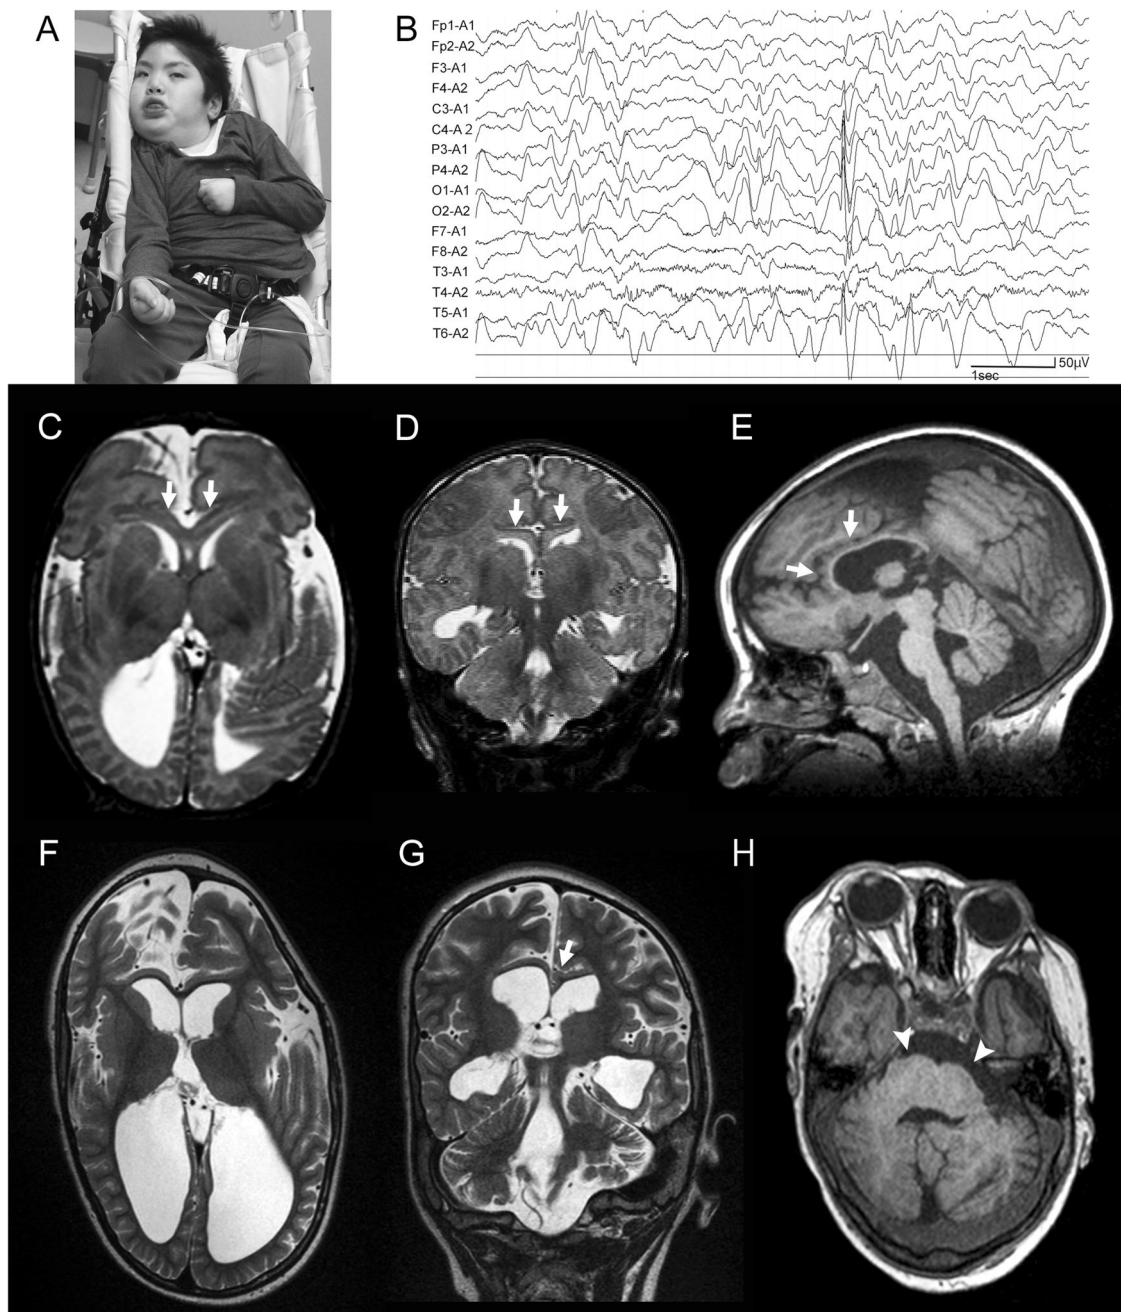 A
B
Fp1-A1
Fp2-A2
F3-A1
F4-A2
C3-A1
C4-A 2
P3-A1
P4-A2
O1-A1
O2-A2
F7-A1
F8-A2
T3-A1
T4-A2
T5-A1
T6-A2
50μV
1sec
C
D
E
F
G
H